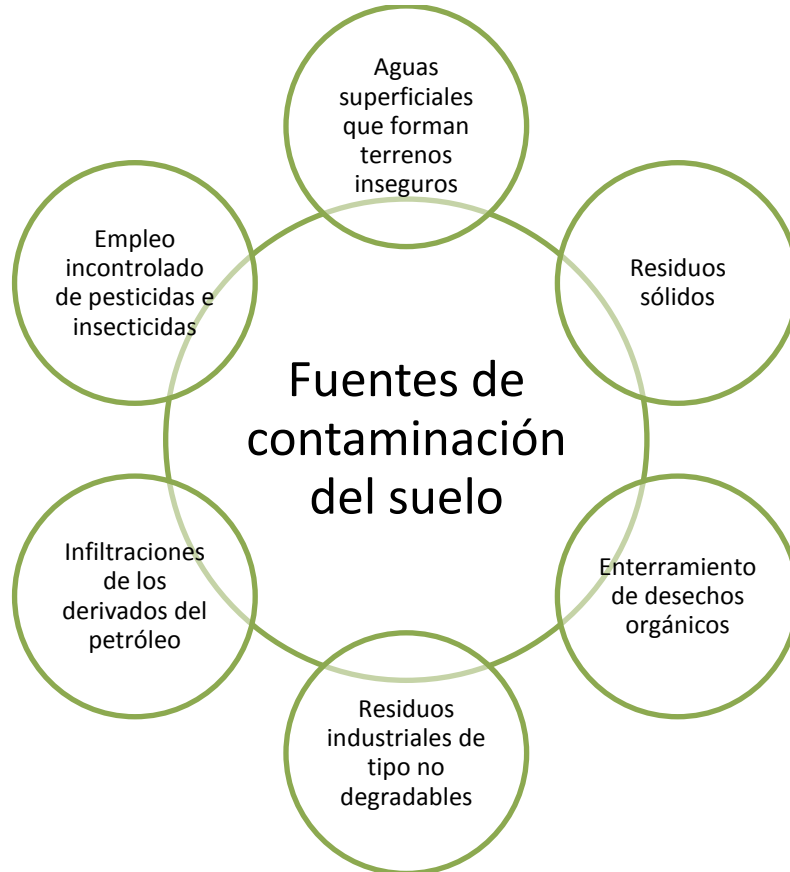 Aguas
superficiales
que forman
terrenos
inseguros
Residuos
sólidos
Enterramiento
de desechos
orgánicos
Residuos
industriales de
tipo no
degradables
Infiltraciones
de los
derivados del
petróleo
Empleo
incontrolado
de pesticidas e
insecticidas
Fuentes de
contaminación
del suelo